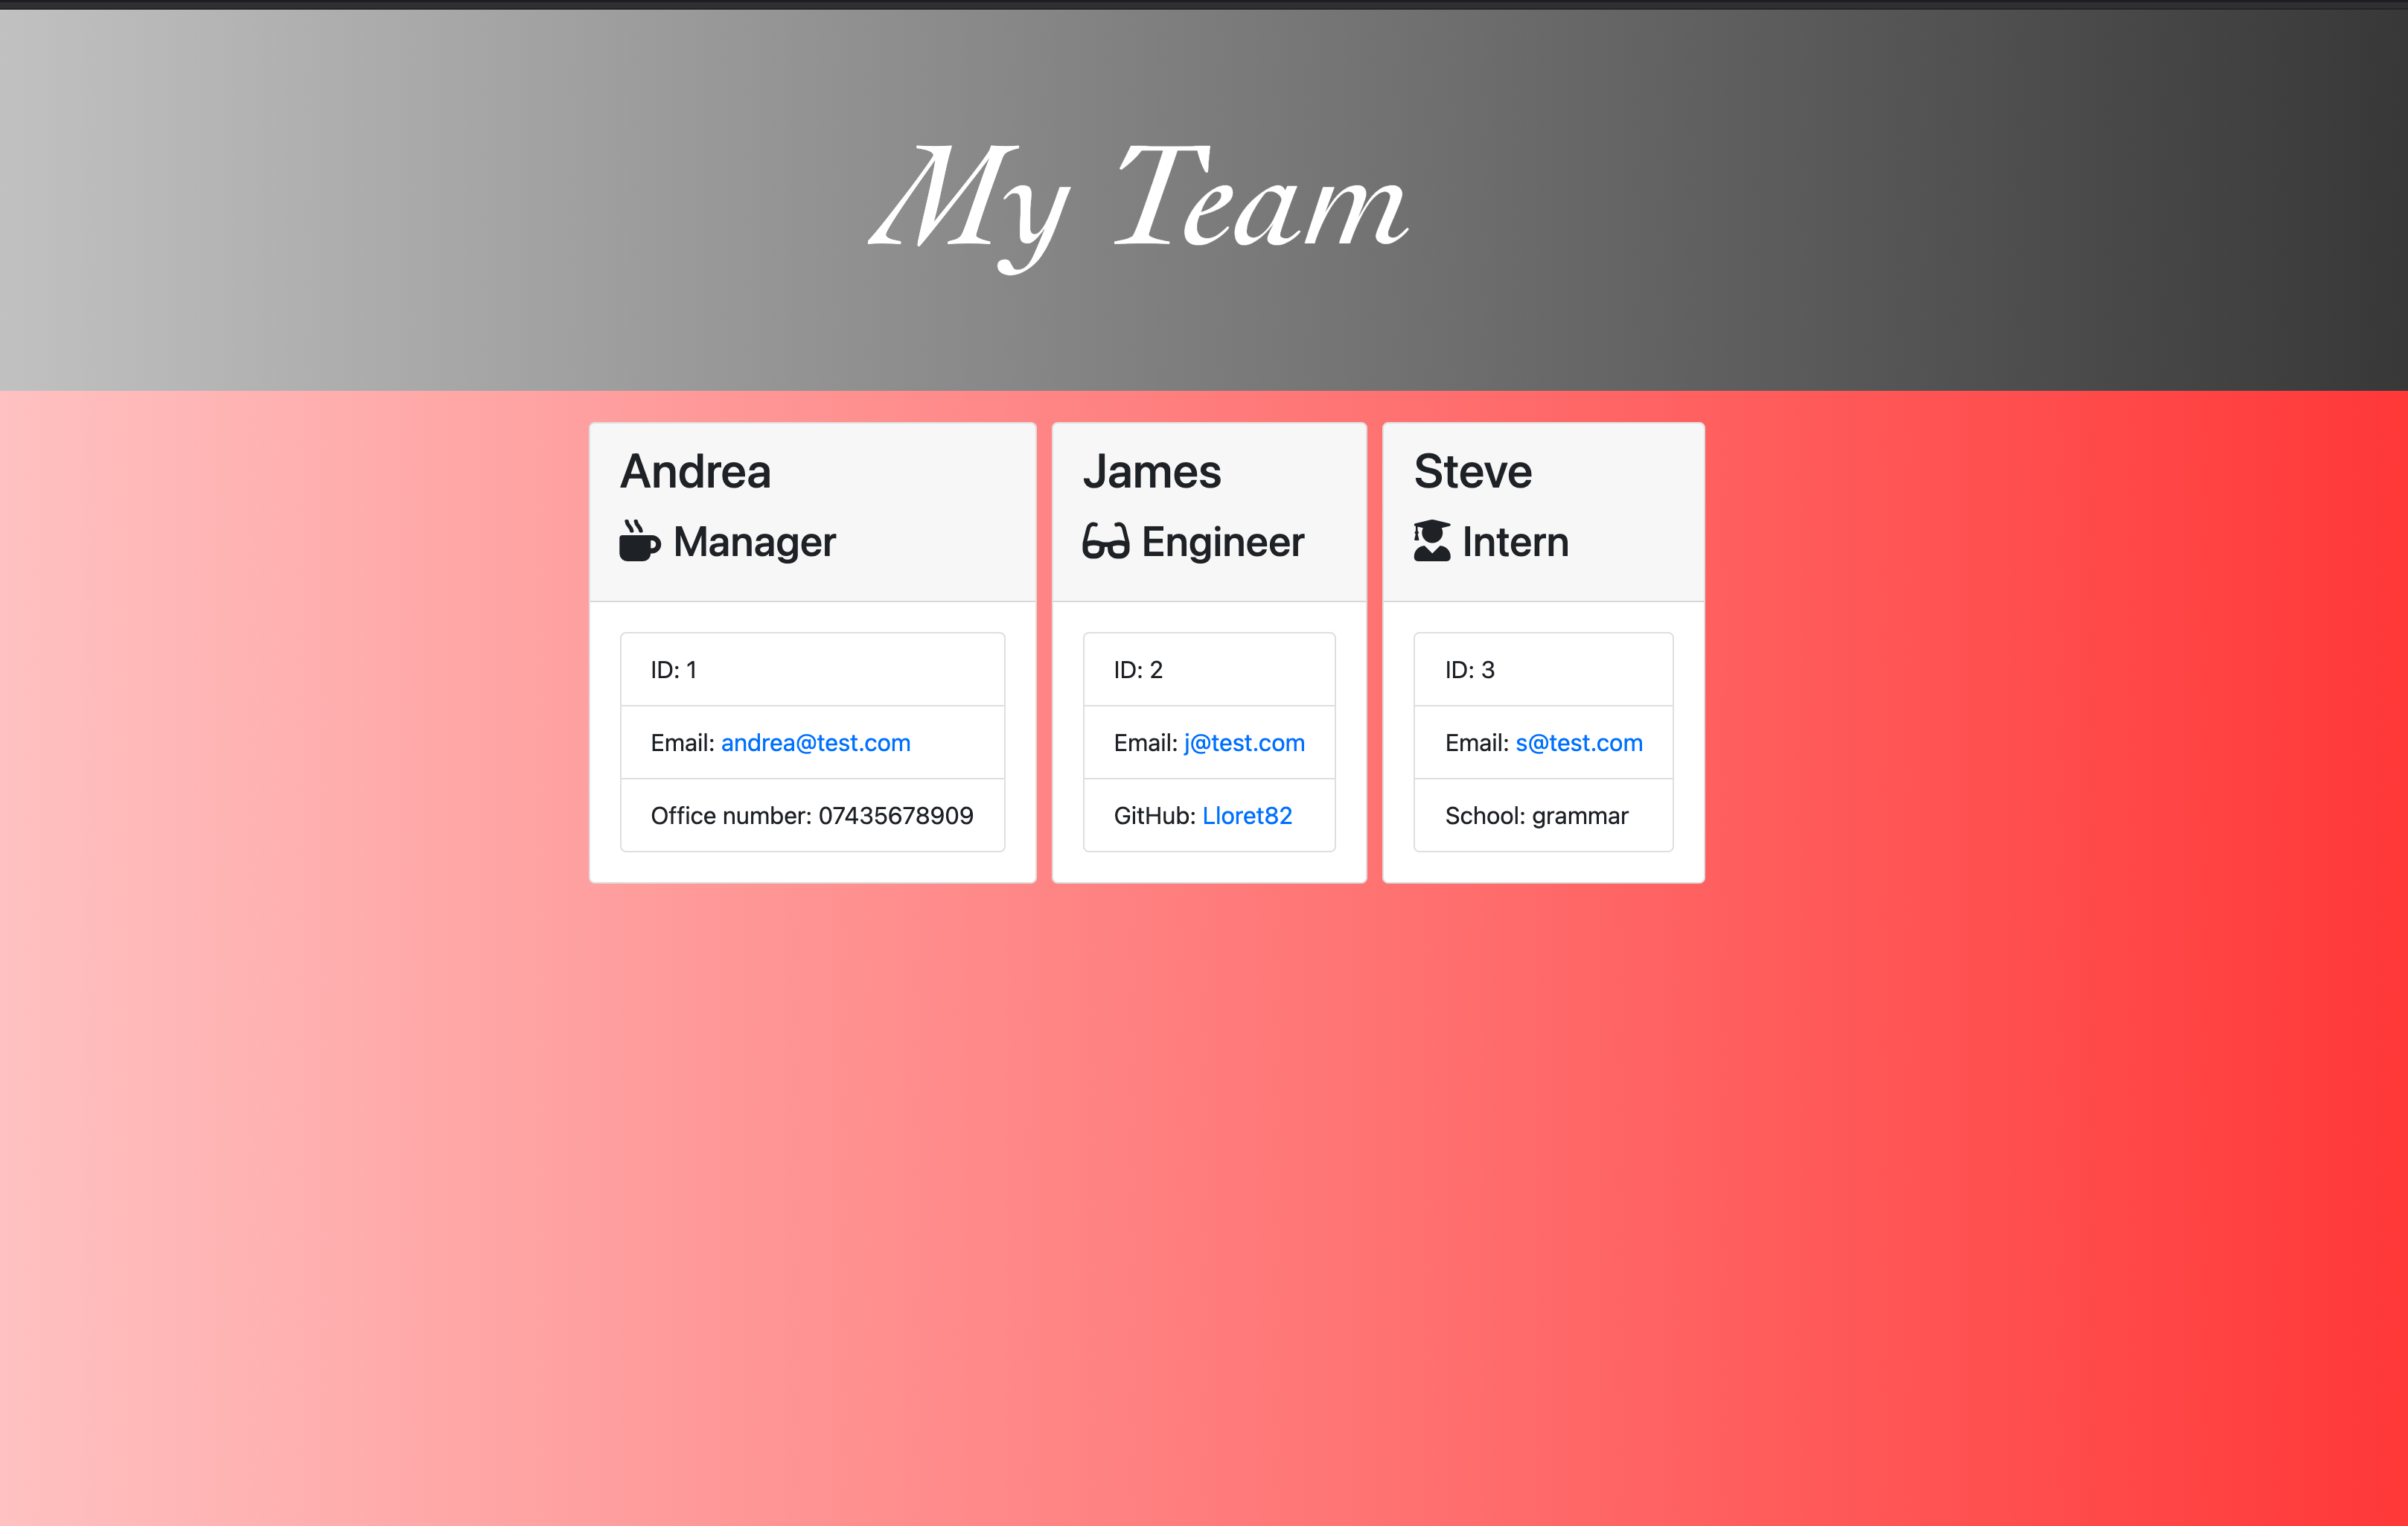 My Team
Andrea
Manager
ID: 1
Email: andrea@test.com
Office number: 07435678909
James
Engineer
ID: 2
Email: j@test.com
GitHub: Lloret82
Steve
Intern
ID: 3
Email: s@test.com
School: grammar